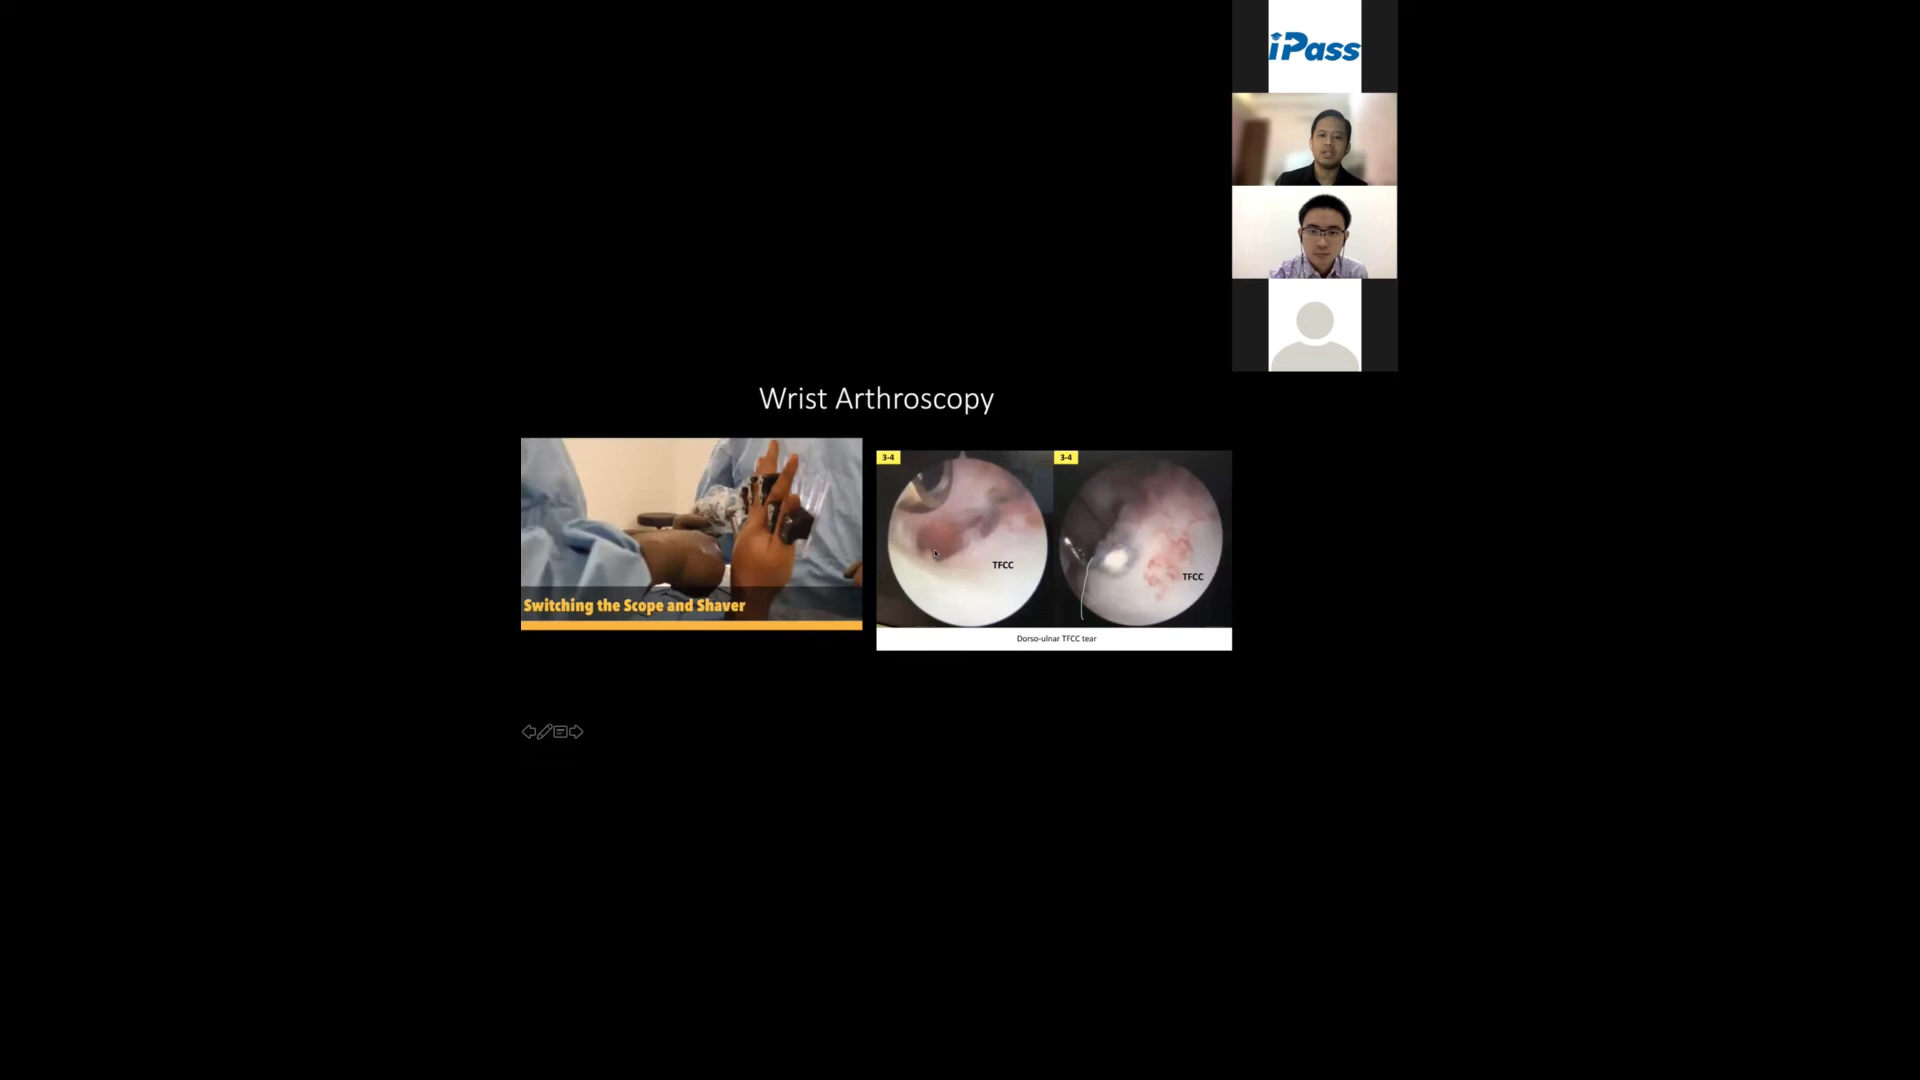 iPass
Wrist Arthroscopy
3-4
3-4
TFCC
TFCC
Switching the Scope and Shaver
Dorso-ulnar TFCC tear